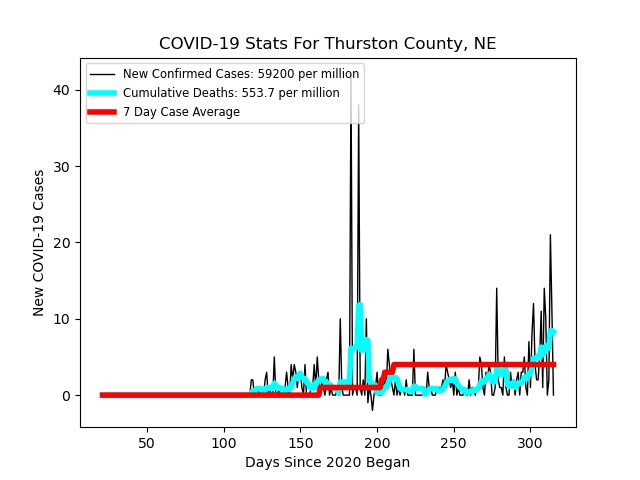 COVID-19 Stats For Thurston County, NE
New Confirmed Cases: 59200 per million
Cumulative Deaths: 553.7 per million
7 Day Case Average
New COVID-19 Cases
40
30
20
10
0
50 100 150 200 250 300
Days Since 2020 Began